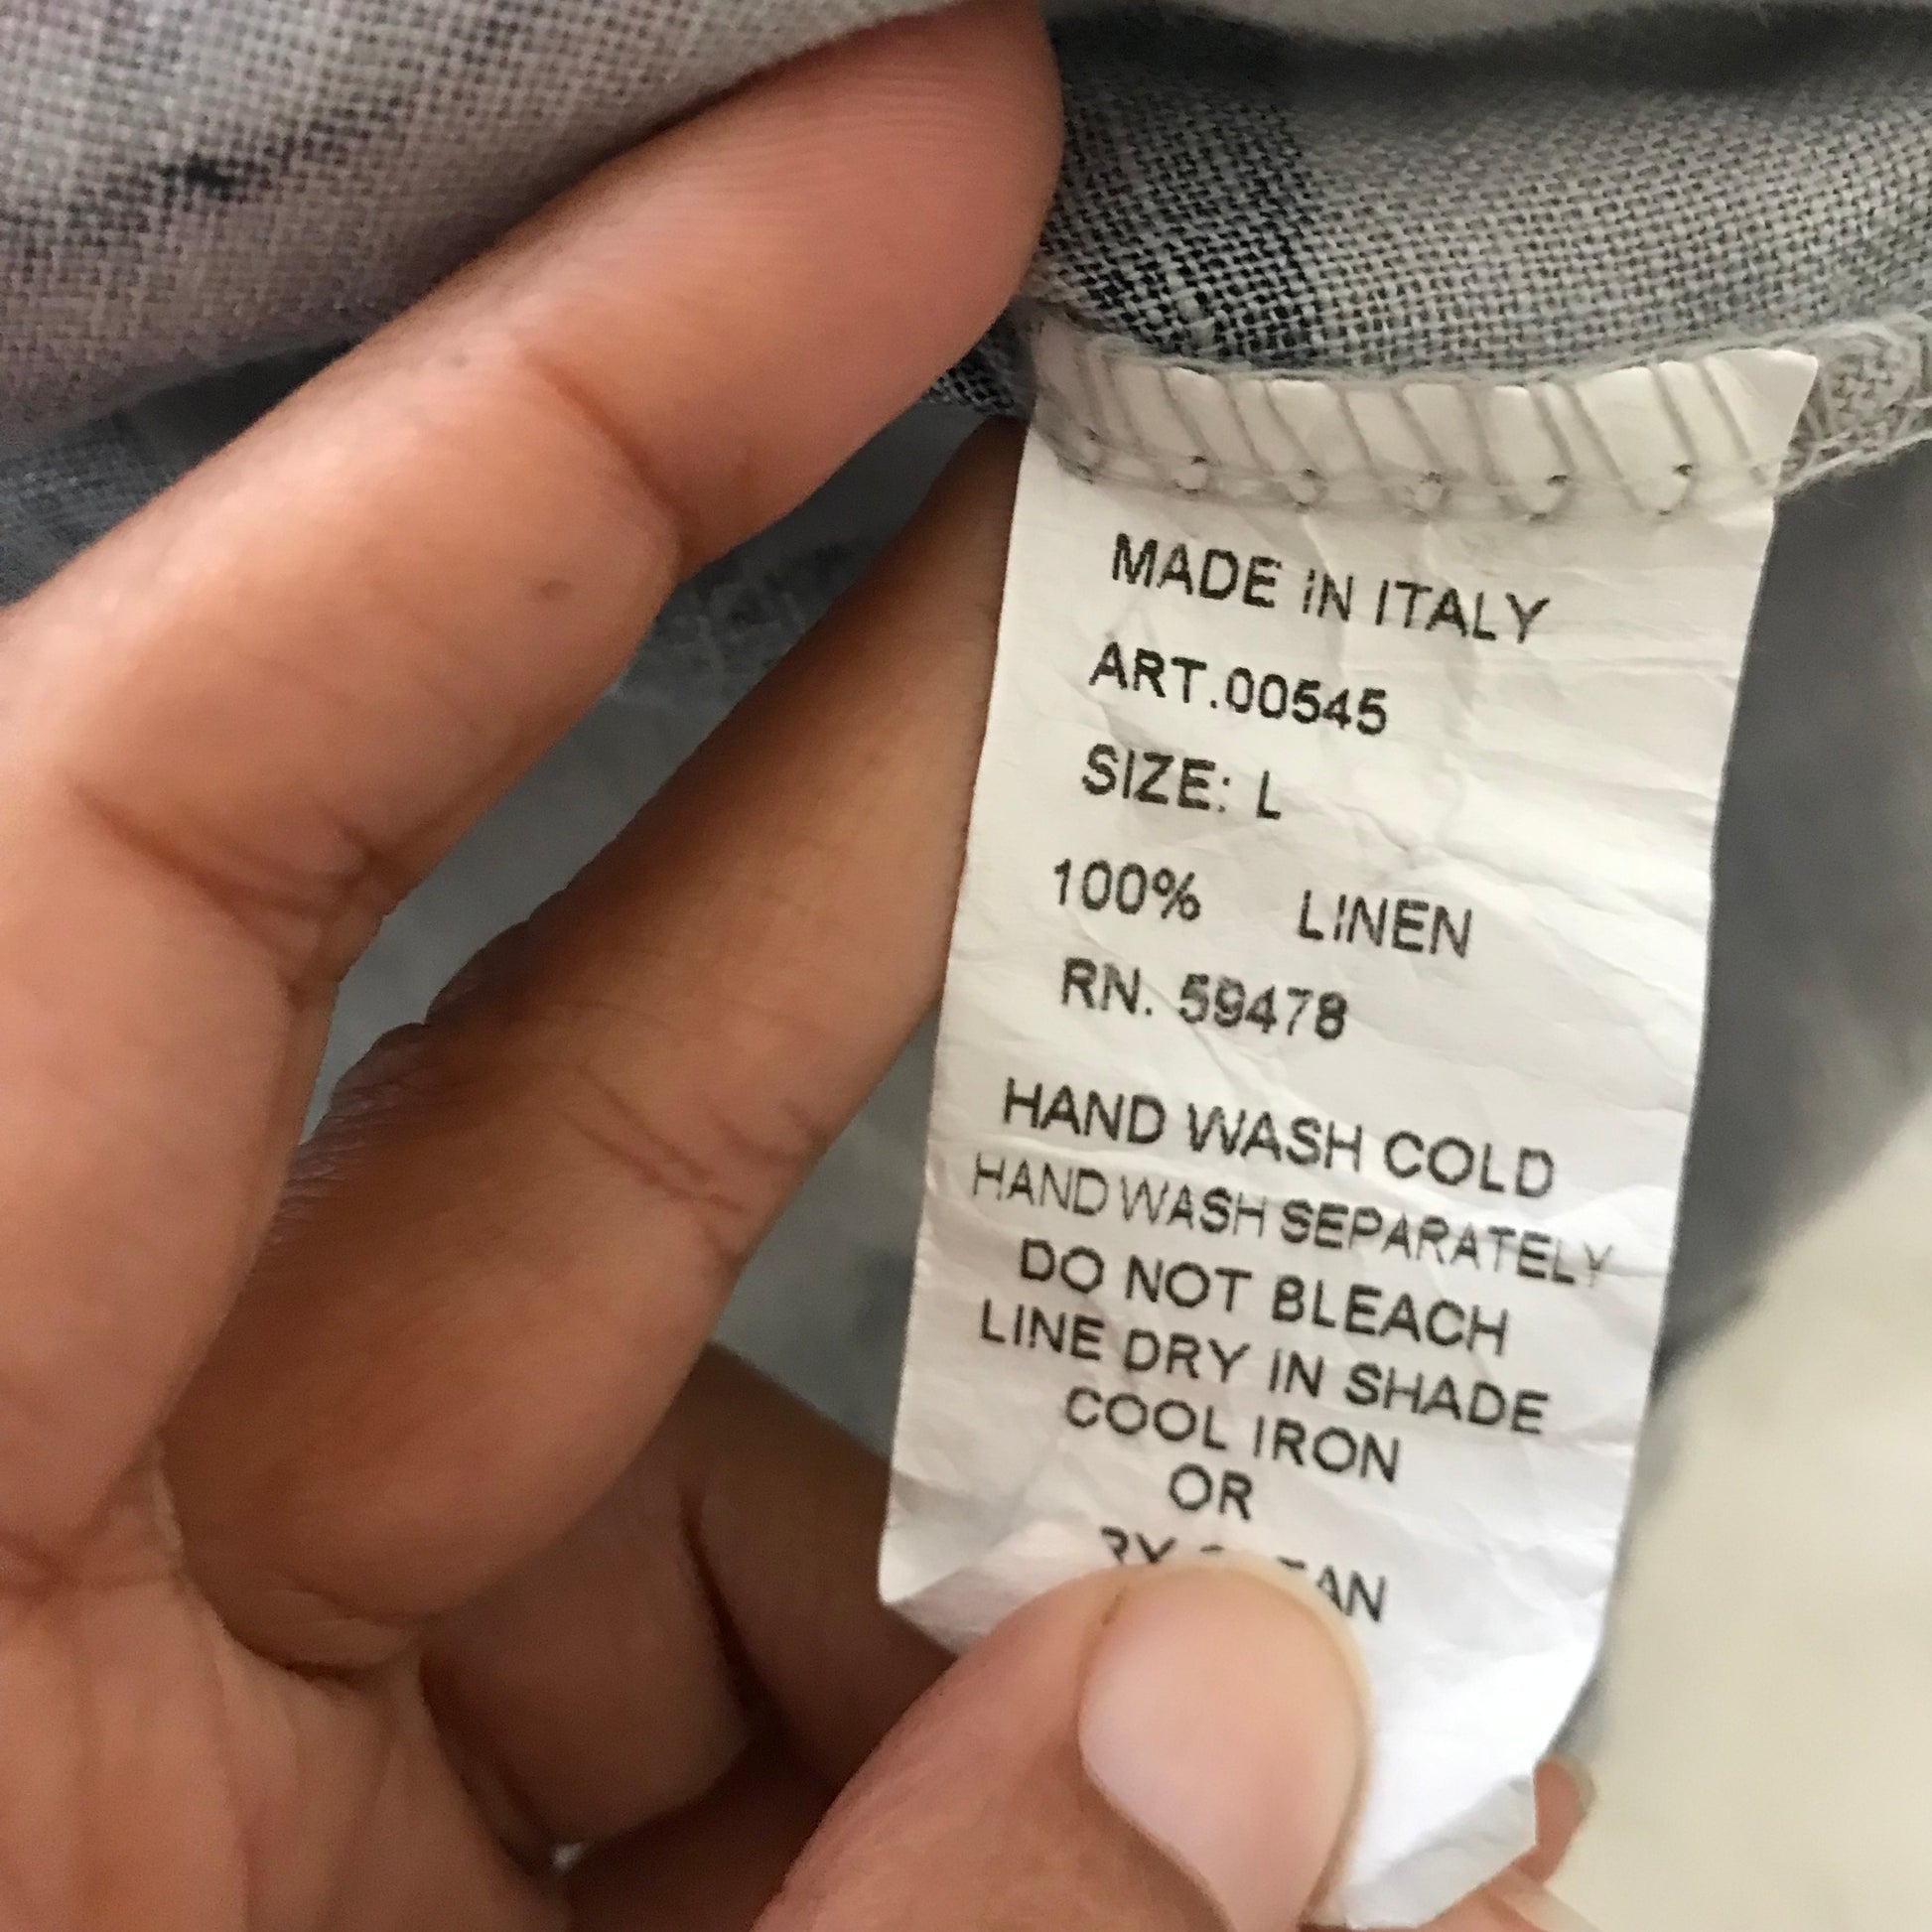 MADE IN ITALY
ART.00545
SIZE: L
100% LINEN
RN. 59478
HAND WASH COLD
HAND WASH SEPARATELY
DO NOT BLEACH
LINE DRY IN SHADE
COOL IRON
OR